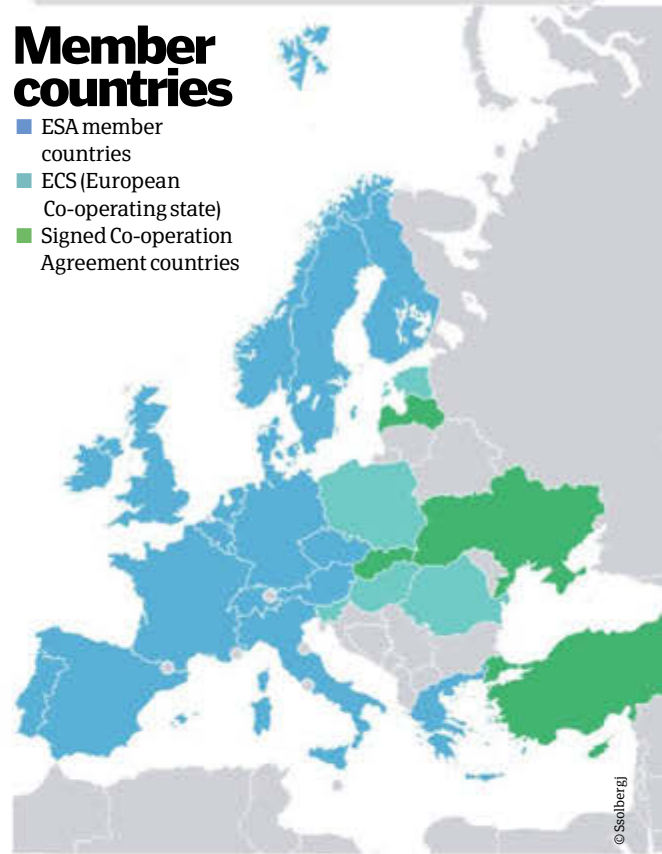 Member
countries
ESA member
countries
ECS (European
Co-operating state)
Signed Co-operation
Agreement countries
© Ssolbergj